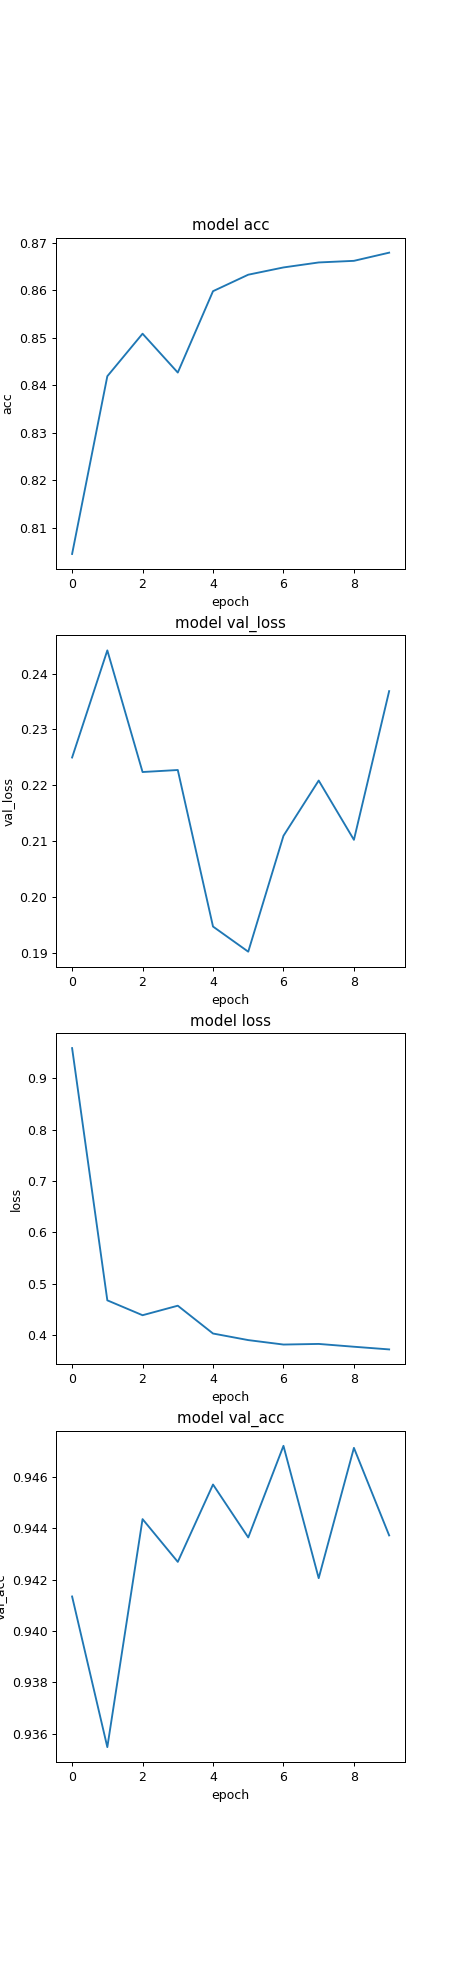 model acc
0.87
0.86
0.85
0.84
0.83
0.82
0.81
acc
0 2 4 6 8
epoch
model val_loss
0.24
0.23
0.22
0.21
0.20
0.19
val_loss
0 2 4 6 8
epoch
model loss
0.9
0.8
0.7
0.6
0.5
0.4
loss
0 2 4 6 8
epoch
model val_acc
0.946
0.944
0.942
0.940
0.938
0.936
val_acc
0 2 4 6 8
epoch